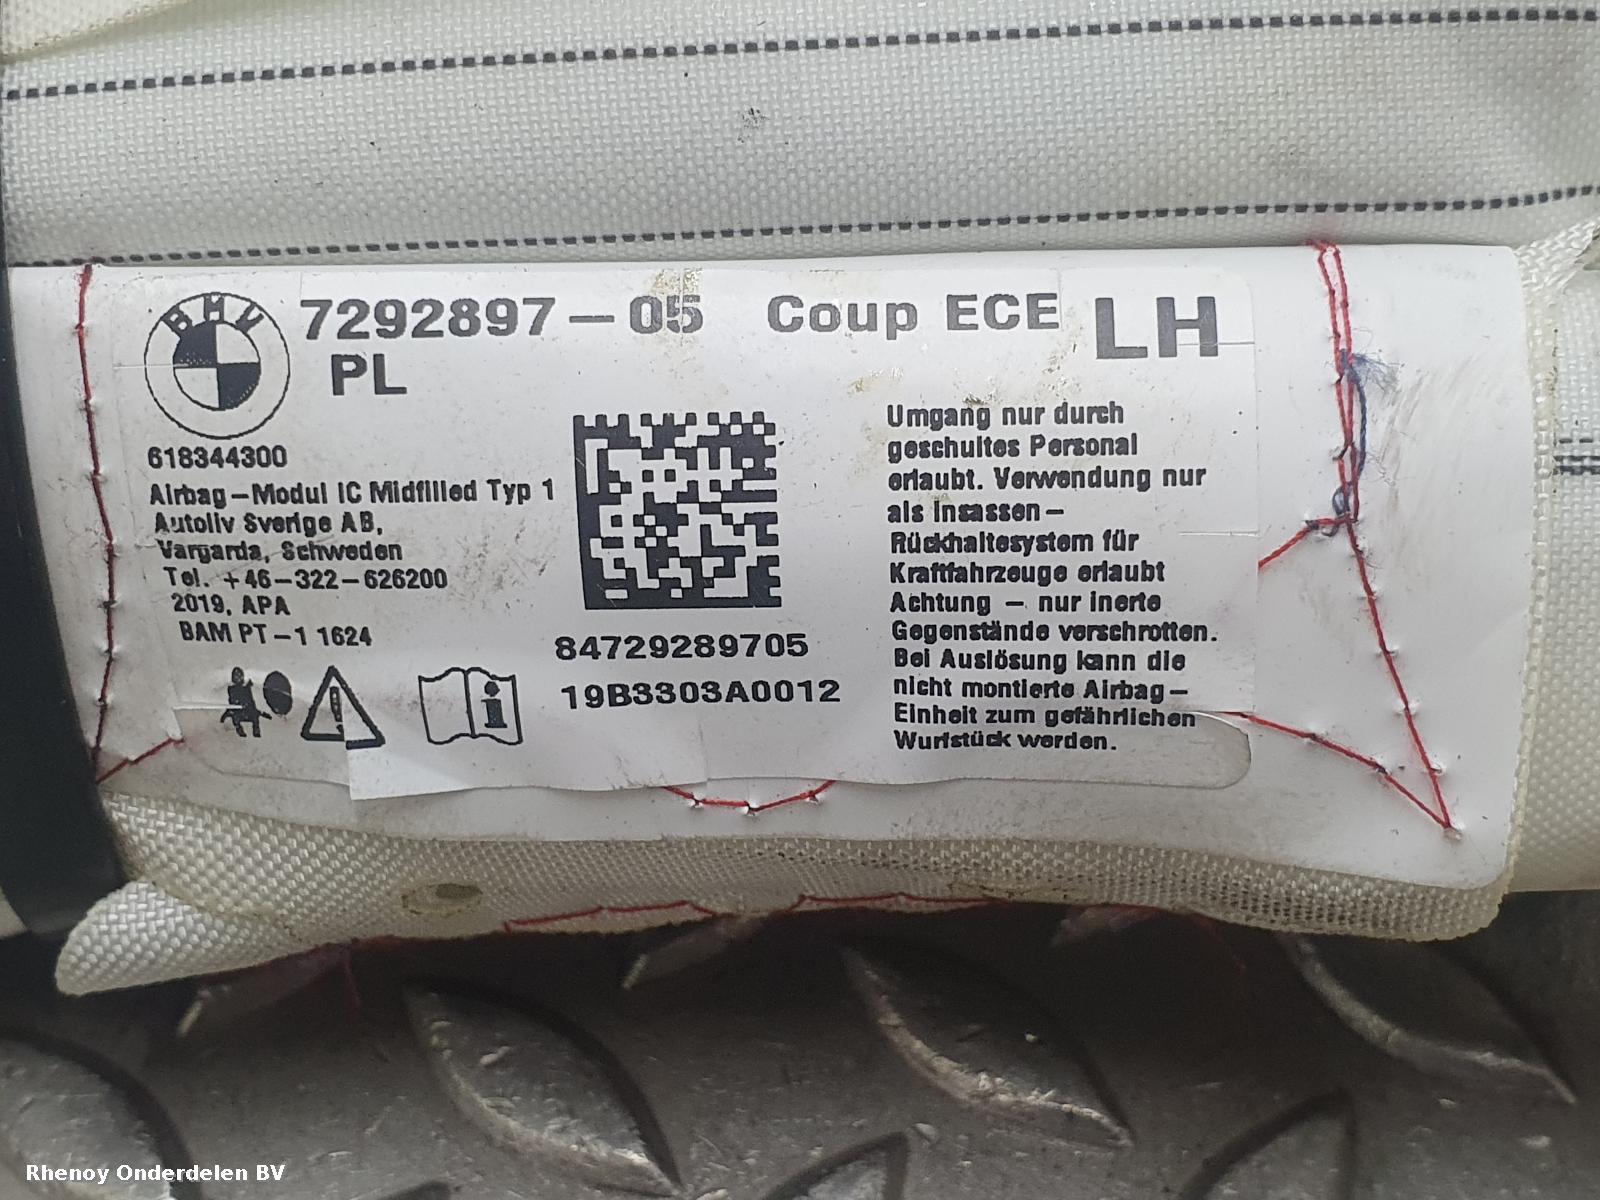 BMW
7292897-05 Coup ECE LH
PL
618344300
Airbag-Modul IC Midfilled Typ 1
Autoliv Sverige AB,
Vargarda, Schweden
Tel. +46-322-626200
2019, APA
BAM PT-1 1624
84729289705
19B3303A0012
Umgang nur durch
geschultes Personal
erlaubt. Verwendung nur
als Insassen-
Rückhaltesystem für
Kraftfahrzeuge erlaubt
Achtung - nur inerte
Gegenstände verschrotten.
Bei Auslösung kann die
nicht montierte Airbag-
Einheit zum gefährlichen
Wurfstück werden.
Rhenoy Onderdelen BV